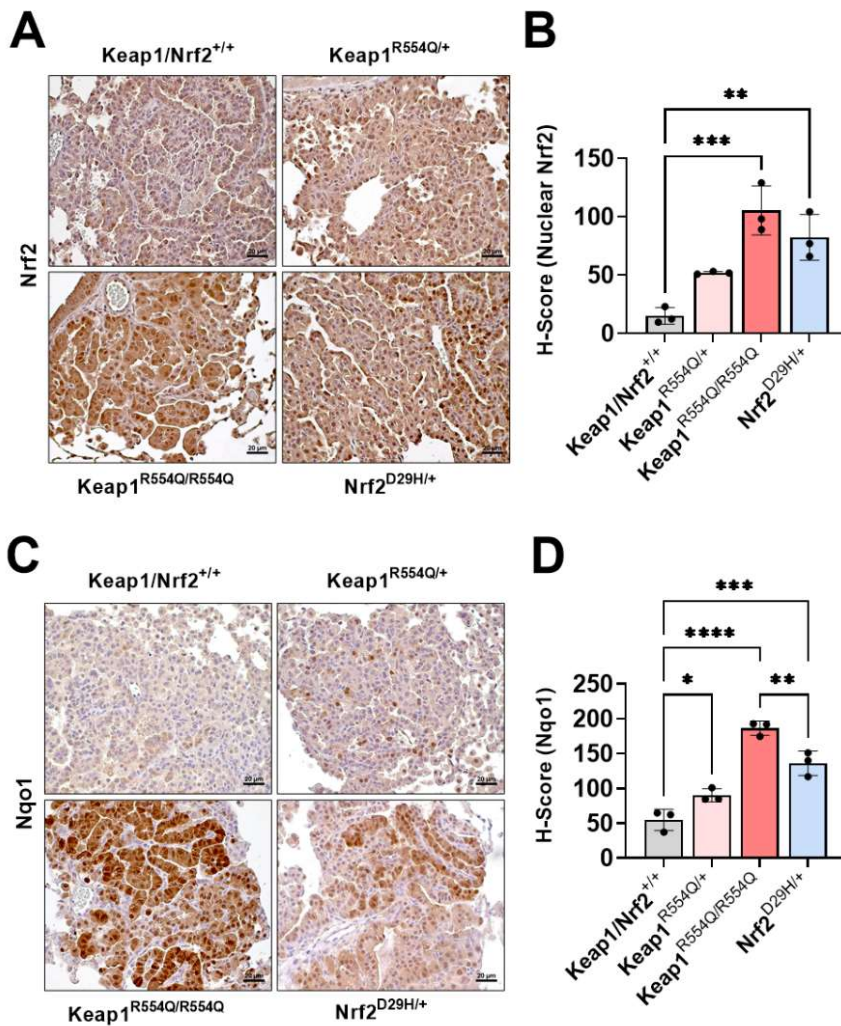 A
Keap1/Nrf2+/+
Keap1R554Q/+
Nrf2
20 µm
20 µm
20 µm
20 µm
Keap1R554Q/R554Q
Nrf2D29H/+
B
**
***
H-Score (Nuclear Nrf2)
150
100
50
0
Keap1/Nrf2+/+
Keap1R554Q/+
Keap1R554Q/R554Q
Nrf2D29H/+
C
Keap1/Nrf2+/+
Keap1R554Q/+
Nqo1
20 µm
20 µm
20 µm
20 µm
Keap1R554Q/R554Q
Nrf2D29H/+
D
***
****
*
**
H-Score (Nqo1)
250
200
150
100
50
0
Keap1/Nrf2+/+
Keap1R554Q/+
Keap1R554Q/R554Q
Nrf2D29H/+